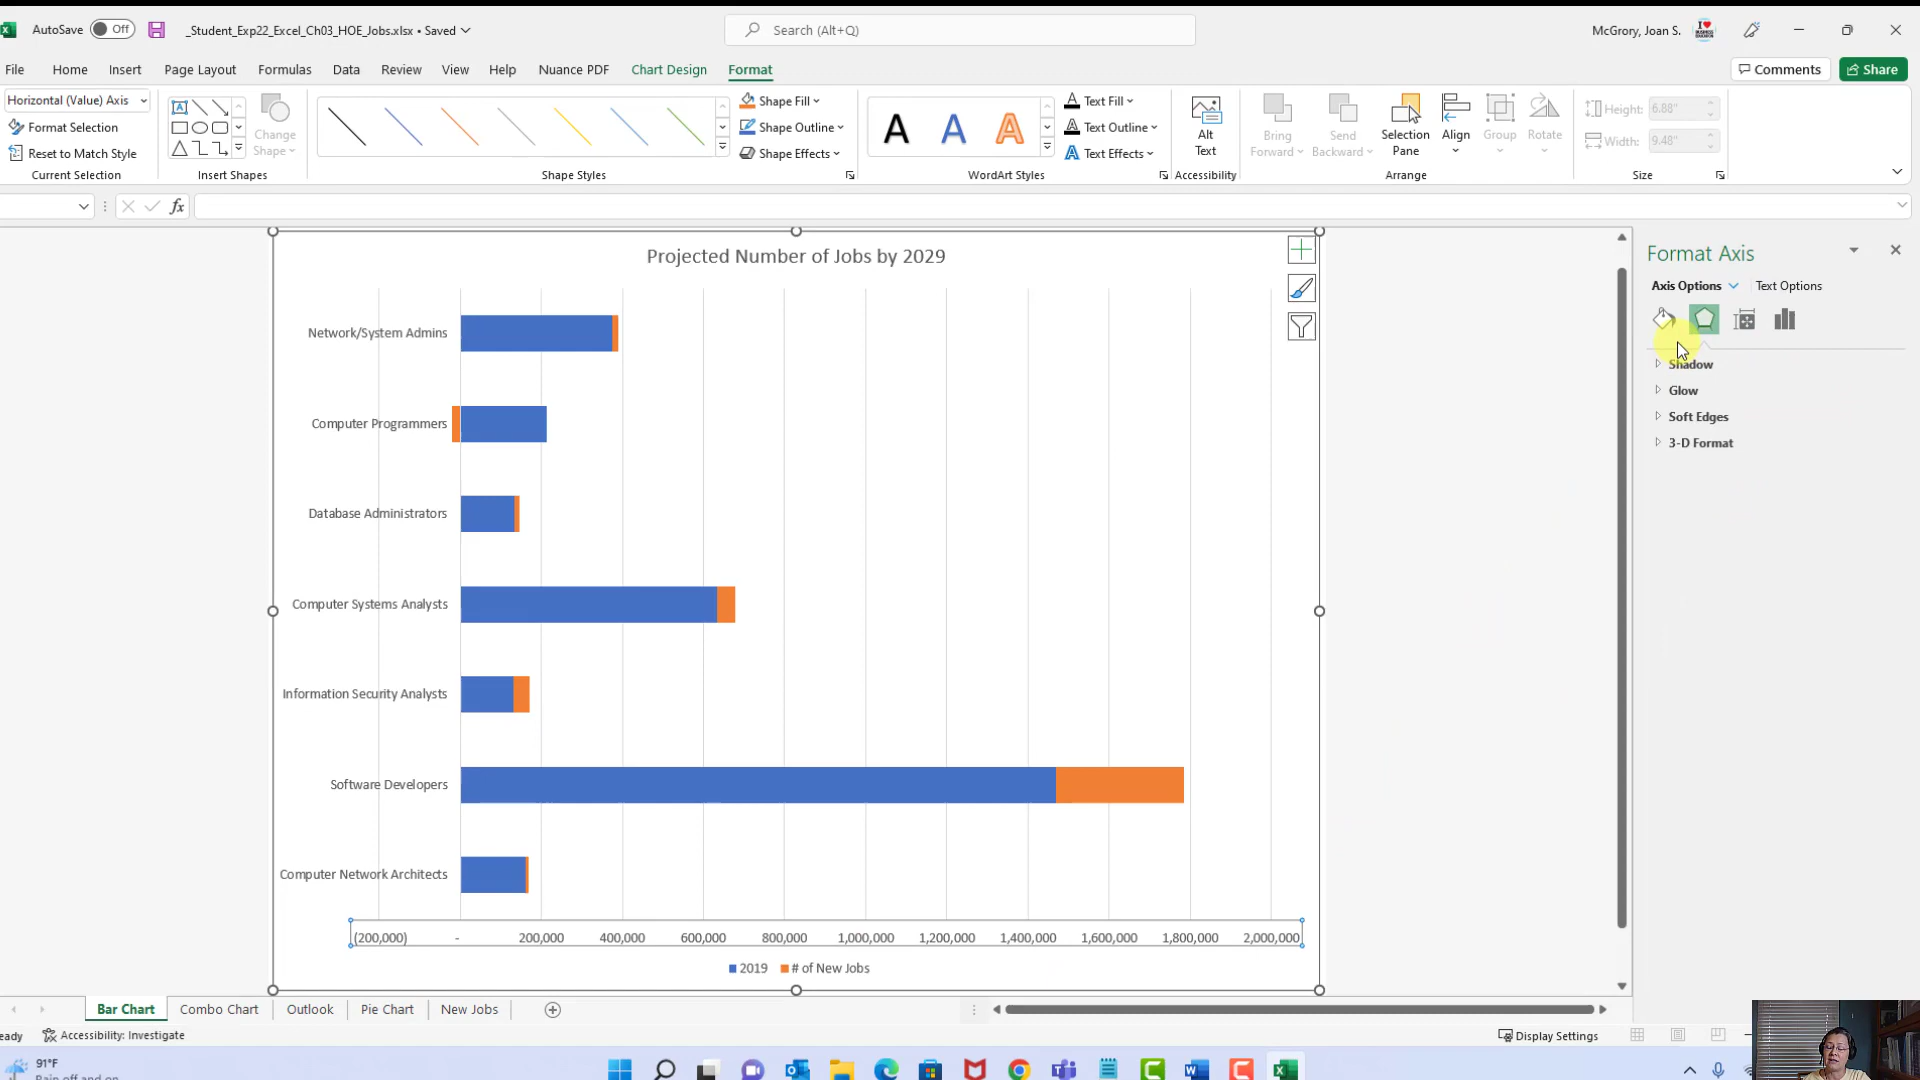 AutoSave Off _Student_Exp22_Excel_Ch03_HOE_Jobs.xlsx • Saved Search (Alt+Q) McGrory, Joan S.
File Home Insert Page Layout Formulas Data Review View Help Nuance PDF Chart Design Format Comments Share
Horizontal (Value) Axis
Format Selection
Reset to Match Style
Current Selection
Change Shape
Insert Shapes
Shape Fill
Shape Outline
Shape Effects
Shape Styles
A A A
Text Fill
Text Outline
Text Effects
WordArt Styles
Alt Text
Accessibility
Bring Forward
Send Backward
Selection Pane
Align
Group
Rotate
Arrange
Height: 6.88"
Width: 9.48"
Size
fx
Projected Number of Jobs by 2029
Network/System Admins
Computer Programmers
Database Administrators
Computer Systems Analysts
Information Security Analysts
Software Developers
Computer Network Architects
(200,000) - 200,000 400,000 600,000 800,000 1,000,000 1,200,000 1,400,000 1,600,000 1,800,000 2,000,000
2019 # of New Jobs
Format Axis
Axis Options Text Options
Shadow
Glow
Soft Edges
3-D Format
Bar Chart Combo Chart Outlook Pie Chart New Jobs
eady Accessibility: Investigate Display Settings
91°F
Rain off and on